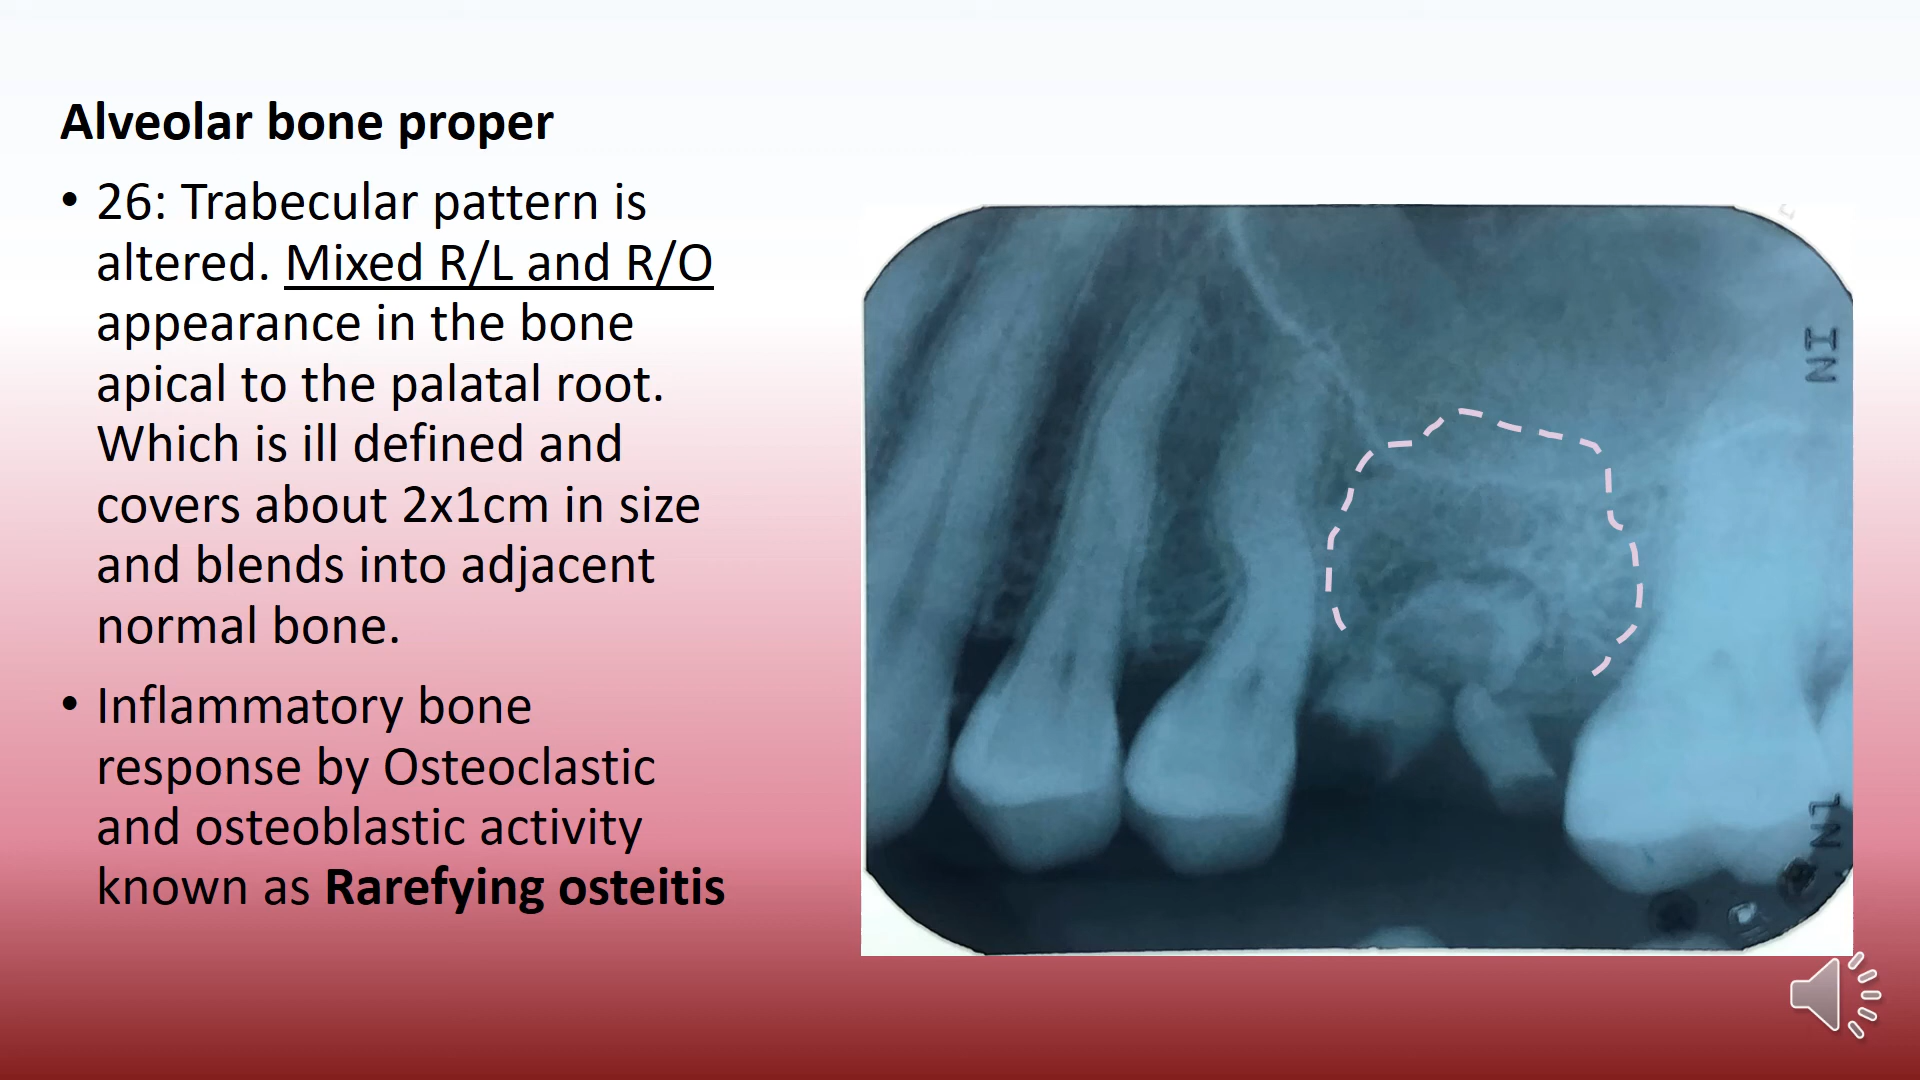 Alveolar bone proper
• 26: Trabecular pattern is
altered. Mixed R/L and R/O
appearance in the bone
apical to the palatal root.
Which is ill defined and
covers about 2x1cm in size
and blends into adjacent
normal bone.
• Inflammatory bone
response by Osteoclastic
and osteoblastic activity
known as Rarefying osteitis